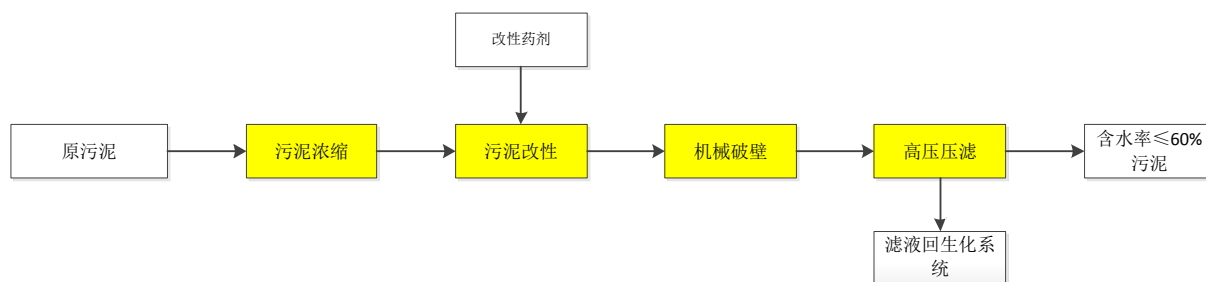 改性药剂
原污泥
污泥浓缩
污泥改性
机械破壁
高压压滤
含水率≤60%
污泥
滤液回生化系
统